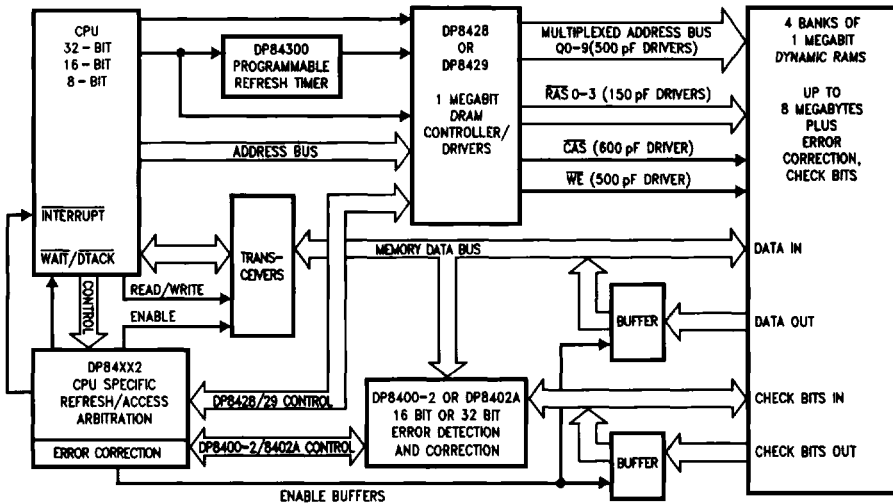 CPU
32-BIT
16-BIT
8-BIT
INTERRUPT
WAIT/DTACK
DP84300
PROGRAMMABLE
REFRESH TIMER
ADDRESS BUS
DP8428
OR
DP8429
1 MEGABIT
DRAM
CONTROLLER/
DRIVERS
MULTIPLEXED ADDRESS BUS
Q0-9(500 pF DRIVERS)
RAS 0-3 (150 pF DRIVERS)
CAS (600 pF DRIVER)
WE (500 pF DRIVER)
4 BANKS OF
1 MEGABIT
DYNAMIC RAMS
UP TO
8 MEGABYTES
PLUS
ERROR
CORRECTION,
CHECK BITS
TRANS-
CEIVERS
MEMORY DATA BUS
DATA IN
CONTROL
READ/WRITE
ENABLE
BUFFER
DATA OUT
DP84XX2
CPU SPECIFIC
REFRESH/ACCESS
ARBITRATION
ERROR CORRECTION
DP8428/29 CONTROL
DP8400-2/8402A CONTROL
DP8400-2 OR DP8402A
16 BIT OR 32 BIT
ERROR DETECTION
AND CORRECTION
CHECK BITS IN
BUFFER
CHECK BITS OUT
ENABLE BUFFERS